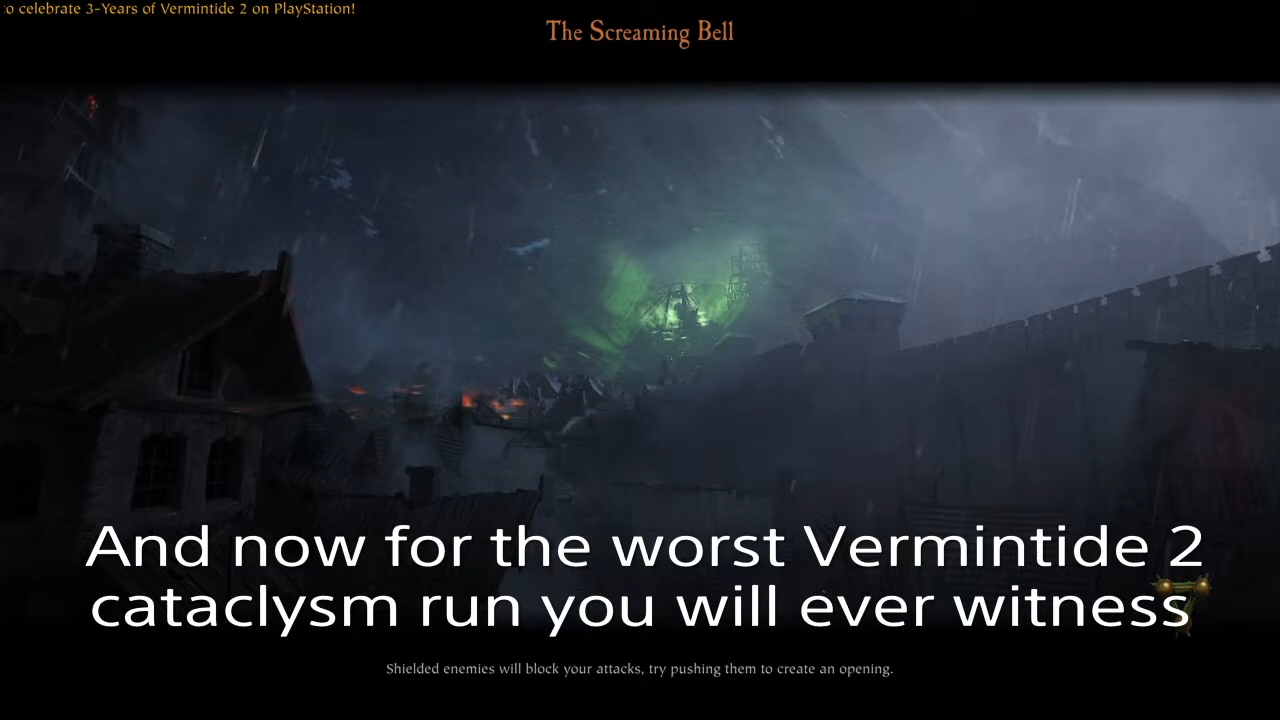 to celebrate 3-Years of Vermintide 2 on PlayStation!
The Screaming Bell
And now for the worst Vermintide 2
cataclysm run you will ever witness
Shielded enemies will block your attacks, try pushing them to create an opening.